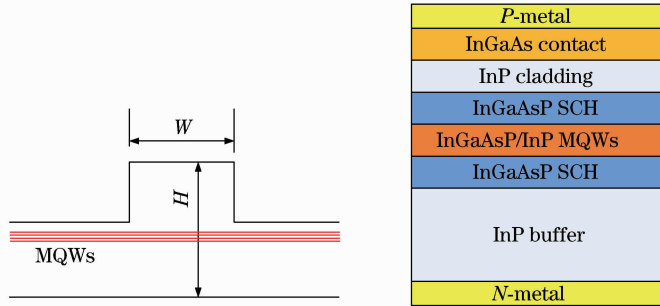 W
H
MQWs
P-metal
InGaAs contact
InP cladding
InGaAsP SCH
InGaAsP/InP MQWs
InGaAsP SCH
InP buffer
N-metal